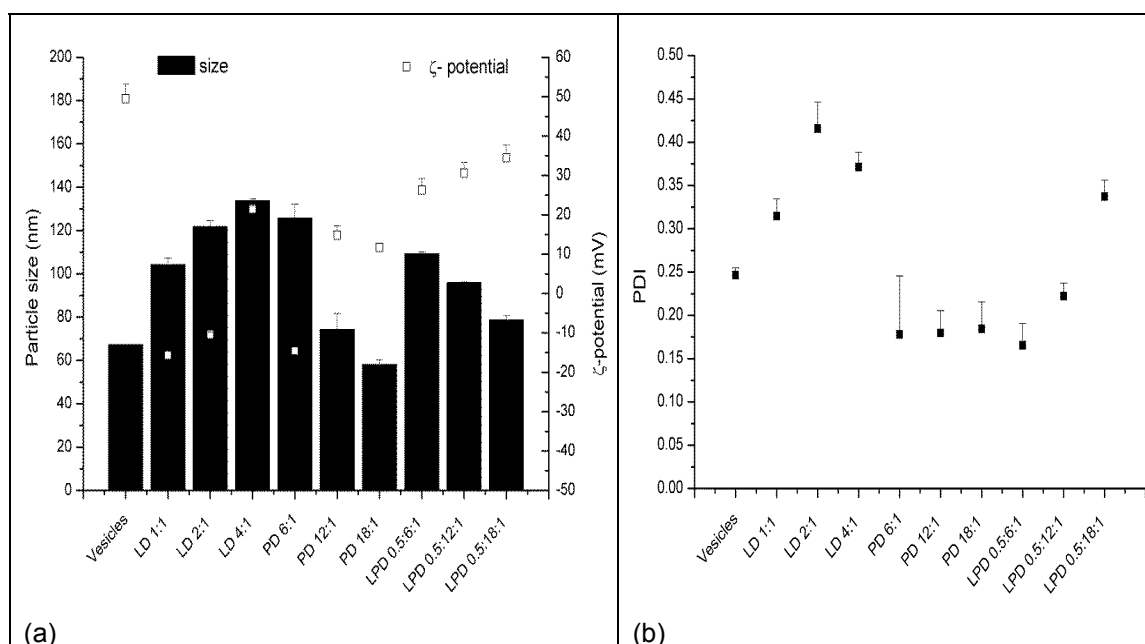 size
ζ- potential
Particle size (nm)
200
180
160
140
120
100
80
60
40
20
0
60
50
40
30
20
10
0
-10
-20
-30
-40
-50
ζ-potential (mV)
Vesicles
LD 1:1
LD 2:1
LD 4:1
PD 6:1
PD 12:1
PD 18:1
LPD 0.5:6:1
LPD 0.5:12:1
LPD 0.5:18:1
(a)
PDI
0.50
0.45
0.40
0.35
0.30
0.25
0.20
0.15
0.10
0.05
0.00
Vesicles
LD 1:1
LD 2:1
LD 4:1
PD 6:1
PD 12:1
PD 18:1
LPD 0.5:6:1
LPD 0.5:12:1
LPD 0.5:18:1
(b)